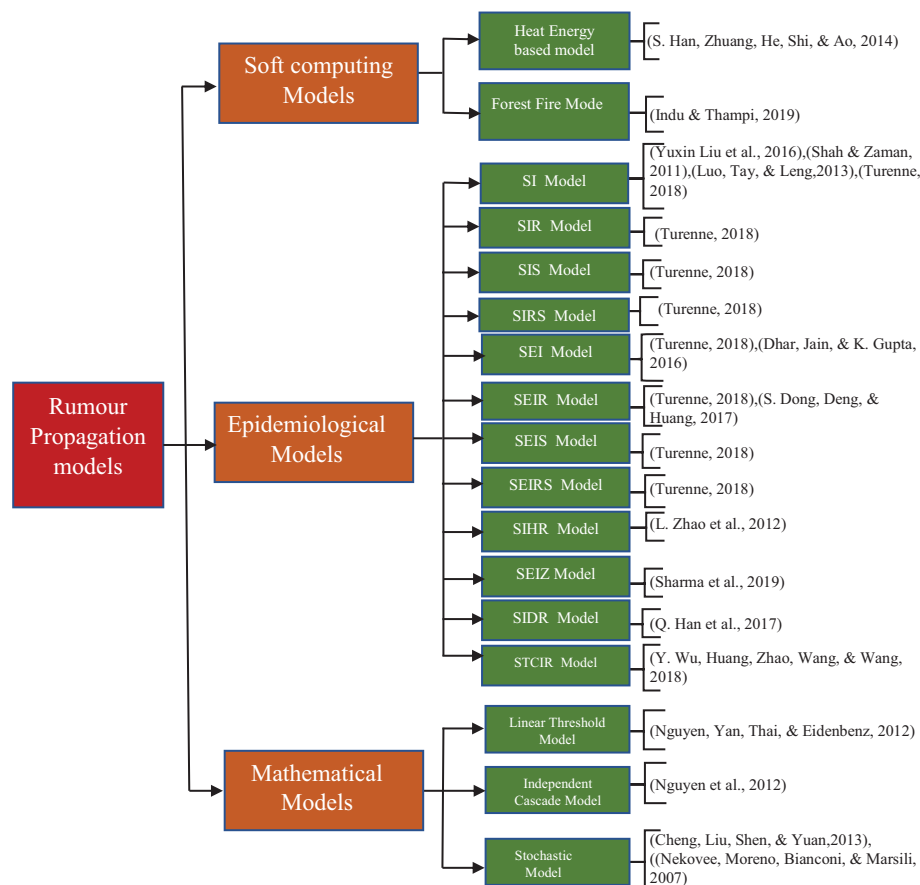 Rumour
Propagation
models
Soft computing
Models
Heat Energy
based model
(S. Han, Zhuang, He, Shi, & Ao, 2014)
Forest Fire Mode
(Indu & Thampi, 2019)
Epidemiological
Models
SI Model
(Yuxin Liu et al., 2016),(Shah & Zaman,
2011),(Luo, Tay, & Leng,2013),(Turenne,
2018)
SIR Model
(Turenne, 2018)
SIS Model
(Turenne, 2018)
SIRS Model
(Turenne, 2018)
SEI Model
(Turenne, 2018),(Dhar, Jain, & K. Gupta,
2016)
SEIR Model
(Turenne, 2018),(S. Dong, Deng, &
Huang, 2017)
SEIS Model
(Turenne, 2018)
SEIRS Model
(Turenne, 2018)
SIHR Model
(L. Zhao et al., 2012)
SEIZ Model
(Sharma et al., 2019)
SIDR Model
(Q. Han et al., 2017)
STCIR Model
(Y. Wu, Huang, Zhao, Wang, & Wang,
2018)
Mathematical
Models
Linear Threshold
Model
(Nguyen, Yan, Thai, & Eidenbenz, 2012)
Independent
Cascade Model
(Nguyen et al., 2012)
Stochastic
Model
(Cheng, Liu, Shen, & Yuan,2013),
((Nekovee, Moreno, Bianconi, & Marsili,
2007)